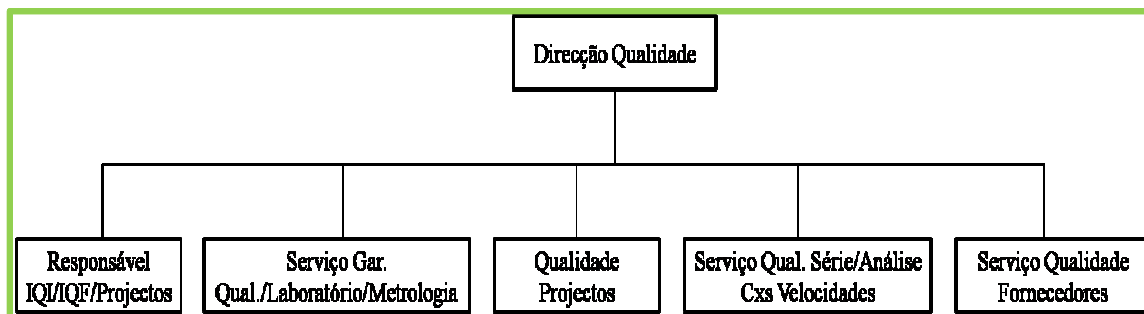 Direcção Qualidade
Responsável
IQI/IQF/Projectos
Serviço Gar.
Qual./Laboratório/Metrologia
Qualidade
Projectos
Serviço Qual. Série/Análise
Cxs Velocidades
Serviço Qualidade
Fornecedores